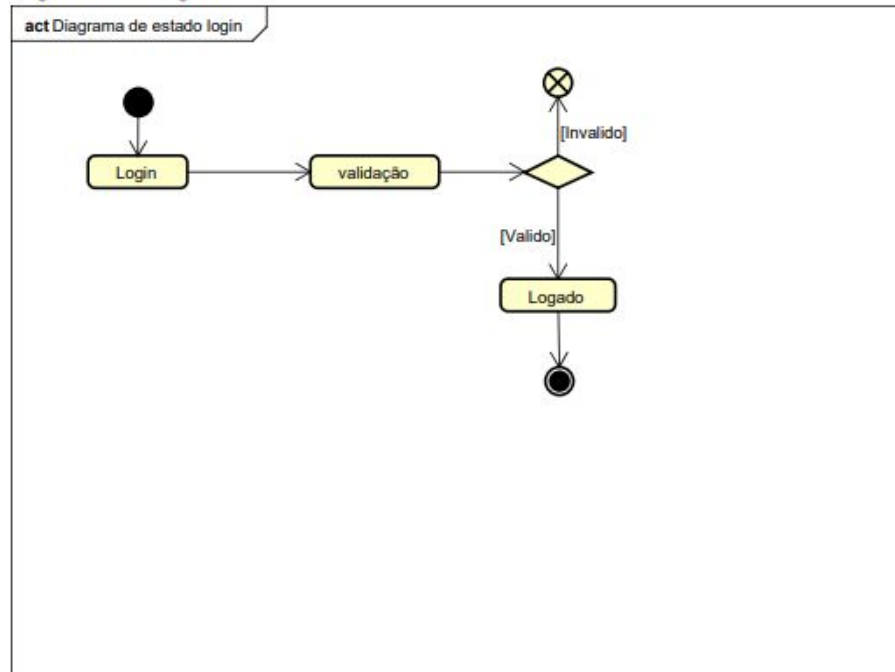 act Diagrama de estado login
[Invalido]
Login
validação
[Valido]
Logado